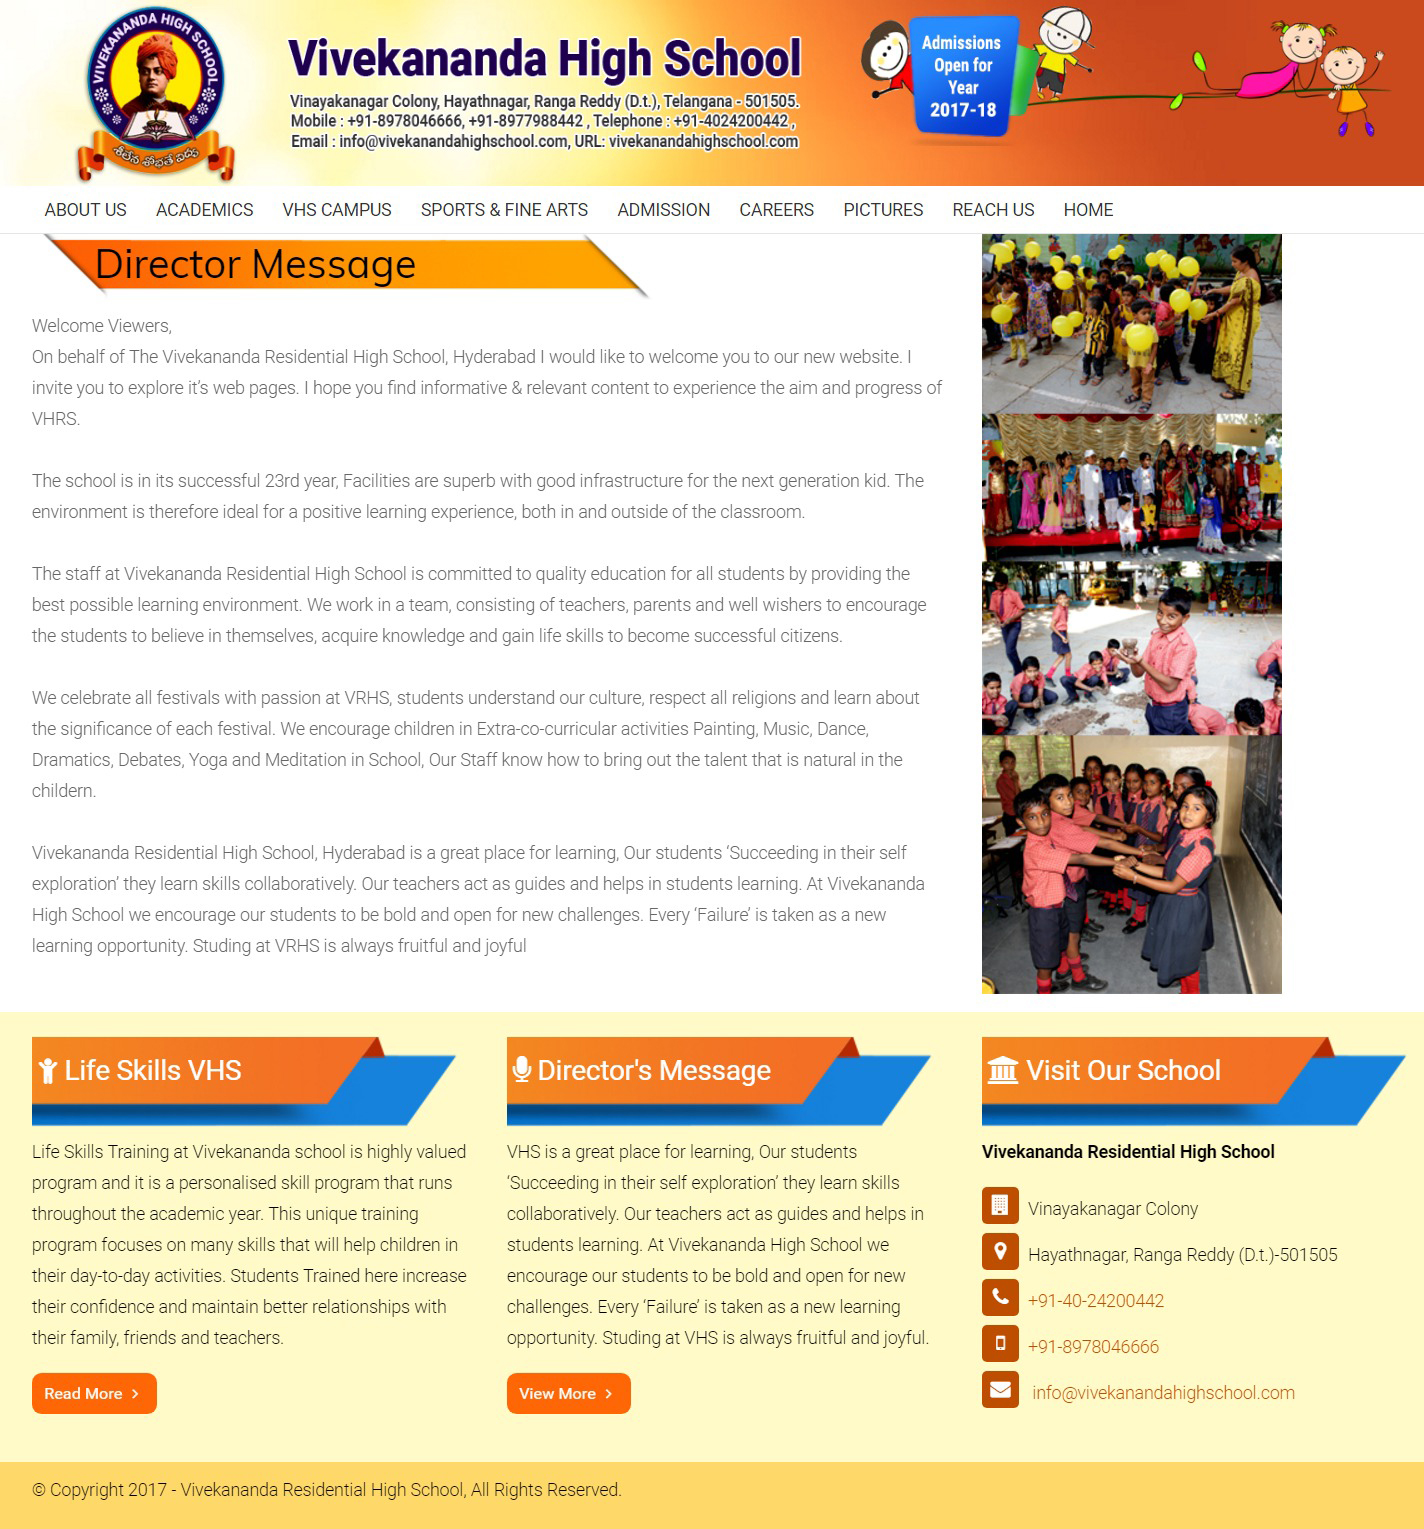 VIVEKANANDA HIGH SCHOOL
శీలేన శోభతే విద్య
Vivekananda High School
Vinayakanagar Colony, Hayathnagar, Ranga Reddy (D.t.), Telangana - 501505.
Mobile : +91-8978046666, +91-8977988442 , Telephone : +91-4024200442 ,
Email : info@vivekanandahighschool.com, URL: vivekanandahighschool.com
Admissions
Open for
Year
2017-18
ABOUT US ACADEMICS VHS CAMPUS SPORTS & FINE ARTS ADMISSION CAREERS PICTURES REACH US HOME
Director Message
Welcome Viewers,
On behalf of The Vivekananda Residential High School, Hyderabad I would like to welcome you to our new website. I
invite you to explore it’s web pages. I hope you find informative & relevant content to experience the aim and progress of
VHRS.
The school is in its successful 23rd year, Facilities are superb with good infrastructure for the next generation kid. The
environment is therefore ideal for a positive learning experience, both in and outside of the classroom.
The staff at Vivekananda Residential High School is committed to quality education for all students by providing the
best possible learning environment. We work in a team, consisting of teachers, parents and well wishers to encourage
the students to believe in themselves, acquire knowledge and gain life skills to become successful citizens.
We celebrate all festivals with passion at VRHS, students understand our culture, respect all religions and learn about
the significance of each festival. We encourage children in Extra-co-curricular activities Painting, Music, Dance,
Dramatics, Debates, Yoga and Meditation in School, Our Staff know how to bring out the talent that is natural in the
childern.
Vivekananda Residential High School, Hyderabad is a great place for learning, Our students ‘Succeeding in their self
exploration’ they learn skills collaboratively. Our teachers act as guides and helps in students learning. At Vivekananda
High School we encourage our students to be bold and open for new challenges. Every ‘Failure’ is taken as a new
learning opportunity. Studing at VRHS is always fruitful and joyful
Life Skills VHS
Life Skills Training at Vivekananda school is highly valued
program and it is a personalised skill program that runs
throughout the academic year. This unique training
program focuses on many skills that will help children in
their day-to-day activities. Students Trained here increase
their confidence and maintain better relationships with
their family, friends and teachers.
Read More
Director's Message
VHS is a great place for learning, Our students
‘Succeeding in their self exploration’ they learn skills
collaboratively. Our teachers act as guides and helps in
students learning. At Vivekananda High School we
encourage our students to be bold and open for new
challenges. Every ‘Failure’ is taken as a new learning
opportunity. Studing at VHS is always fruitful and joyful.
View More
Visit Our School
Vivekananda Residential High School
Vinayakanagar Colony
Hayathnagar, Ranga Reddy (D.t.)-501505
+91-40-24200442
+91-8978046666
info@vivekanandahighschool.com
© Copyright 2017 - Vivekananda Residential High School, All Rights Reserved.